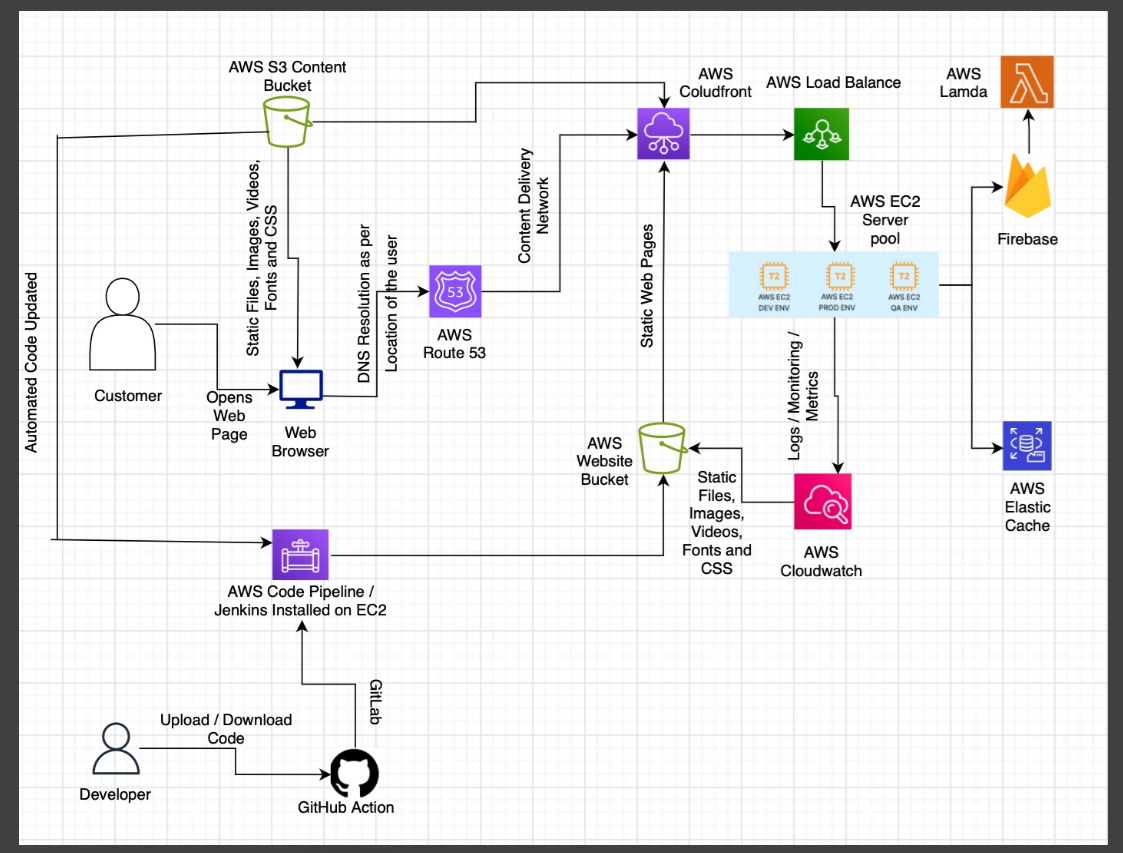 AWS S3 Content
Bucket
AWS
Coludfront
AWS Load Balance
AWS
Lamda
Static Files, Images, Videos,
Fonts and CSS
Content Delivery
Network
AWS EC2
Server
pool
Firebase
T2
AWS EC2
DEV ENV
T2
AWS EC2
PROD ENV
T2
AWS EC2
QA ENV
Automated Code Updated
Customer
Opens
Web
Page
Web
Browser
DNS Resolution as per
Location of the user
53
AWS
Route 53
Static Web Pages
Logs / Monitoring /
Metrics
AWS
Website
Bucket
Static
Files,
Images,
Videos,
Fonts and
CSS
AWS
Cloudwatch
AWS
Elastic
Cache
AWS Code Pipeline /
Jenkins Installed on EC2
GitLab
Upload / Download
Code
Developer
GitHub Action